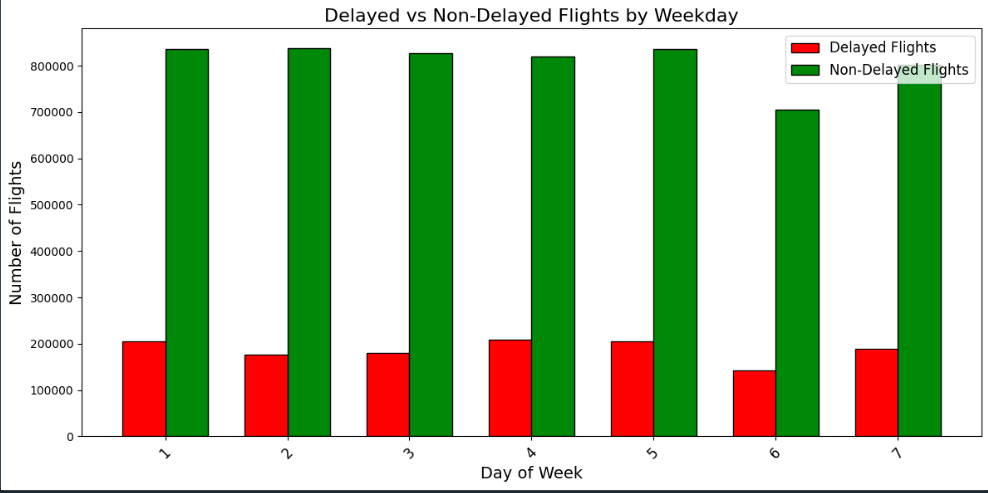 Delayed vs Non-Delayed Flights by Weekday
Delayed Flights
Non-Delayed Flights
Number of Flights
800000
700000
600000
500000
400000
300000
200000
100000
0
1 2 3 4 5 6 7
Day of Week